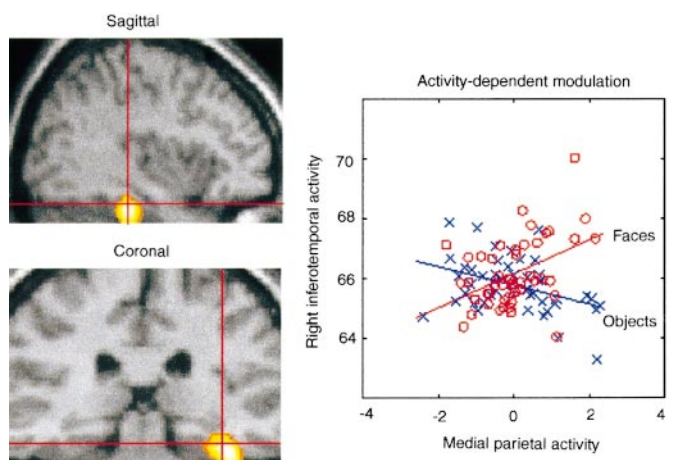 Sagittal
Coronal
Activity-dependent modulation
Right inferotemporal activity
70
68
66
64
Faces
Objects
-4
-2
0
2
4
Medial parietal activity